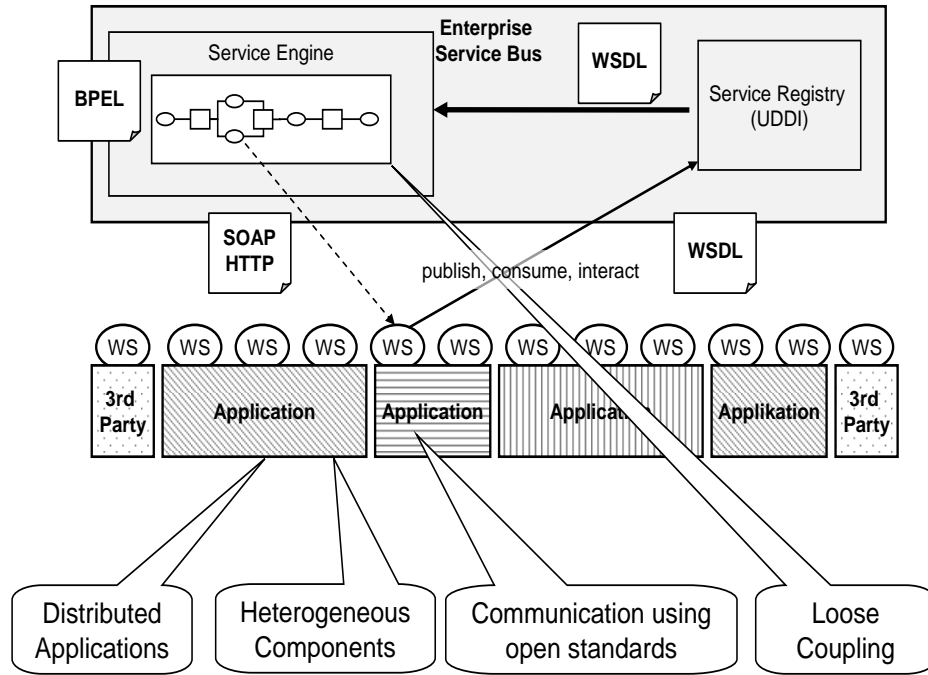 Enterprise
Service Bus
Service Engine
WSDL
BPEL
Service Registry
(UDDI)
SOAP
HTTP
WSDL
publish, consume, interact
WS WS WS WS WS WS WS WS WS WS WS WS
3rd
Party
Application
Application
Application
Applikation
3rd
Party
Distributed
Applications
Heterogeneous
Components
Communication using
open standards
Loose
Coupling